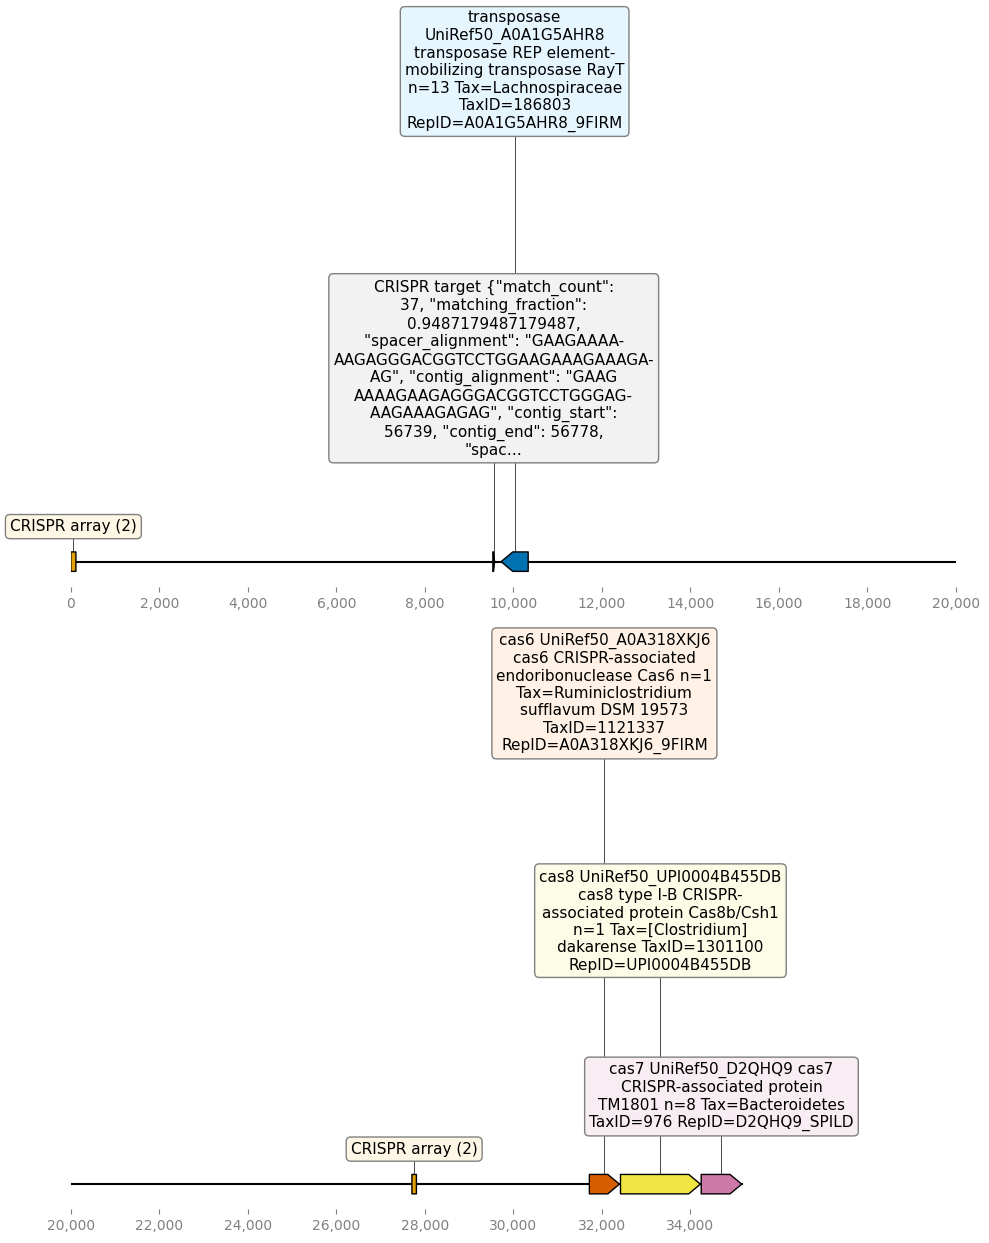 transposase
UniRef50_A0A1G5AHR8
transposase REP element-
mobilizing transposase RayT
n=13 Tax=Lachnospiraceae
TaxID=186803
RepID=A0A1G5AHR8_9FIRM
CRISPR target {"match_count":
37, "matching_fraction":
0.9487179487179487,
"spacer_alignment": "GAAGAAAA-
AAGAGGGACGGTCCTGGAAGAAAGAAAGA-
AG", "contig_alignment": "GAAG
AAAAGAAGAGGGACGGTCCTGGGAG-
AAGAAAGAGAG", "contig_start":
56739, "contig_end": 56778,
"spac...
CRISPR array (2)
0 2,000 4,000 6,000 8,000 10,000 12,000 14,000 16,000 18,000 20,000
cas6 UniRef50_A0A318XKJ6
cas6 CRISPR-associated
endoribonuclease Cas6 n=1
Tax=Ruminiclostridium
sufflavum DSM 19573
TaxID=1121337
RepID=A0A318XKJ6_9FIRM
cas8 UniRef50_UPI0004B455DB
cas8 type I-B CRISPR-
associated protein Cas8b/Csh1
n=1 Tax=[Clostridium]
dakarense TaxID=1301100
RepID=UPI0004B455DB
cas7 UniRef50_D2QHQ9 cas7
CRISPR-associated protein
TM1801 n=8 Tax=Bacteroidetes
TaxID=976 RepID=D2QHQ9_SPILD
CRISPR array (2)
20,000 22,000 24,000 26,000 28,000 30,000 32,000 34,000